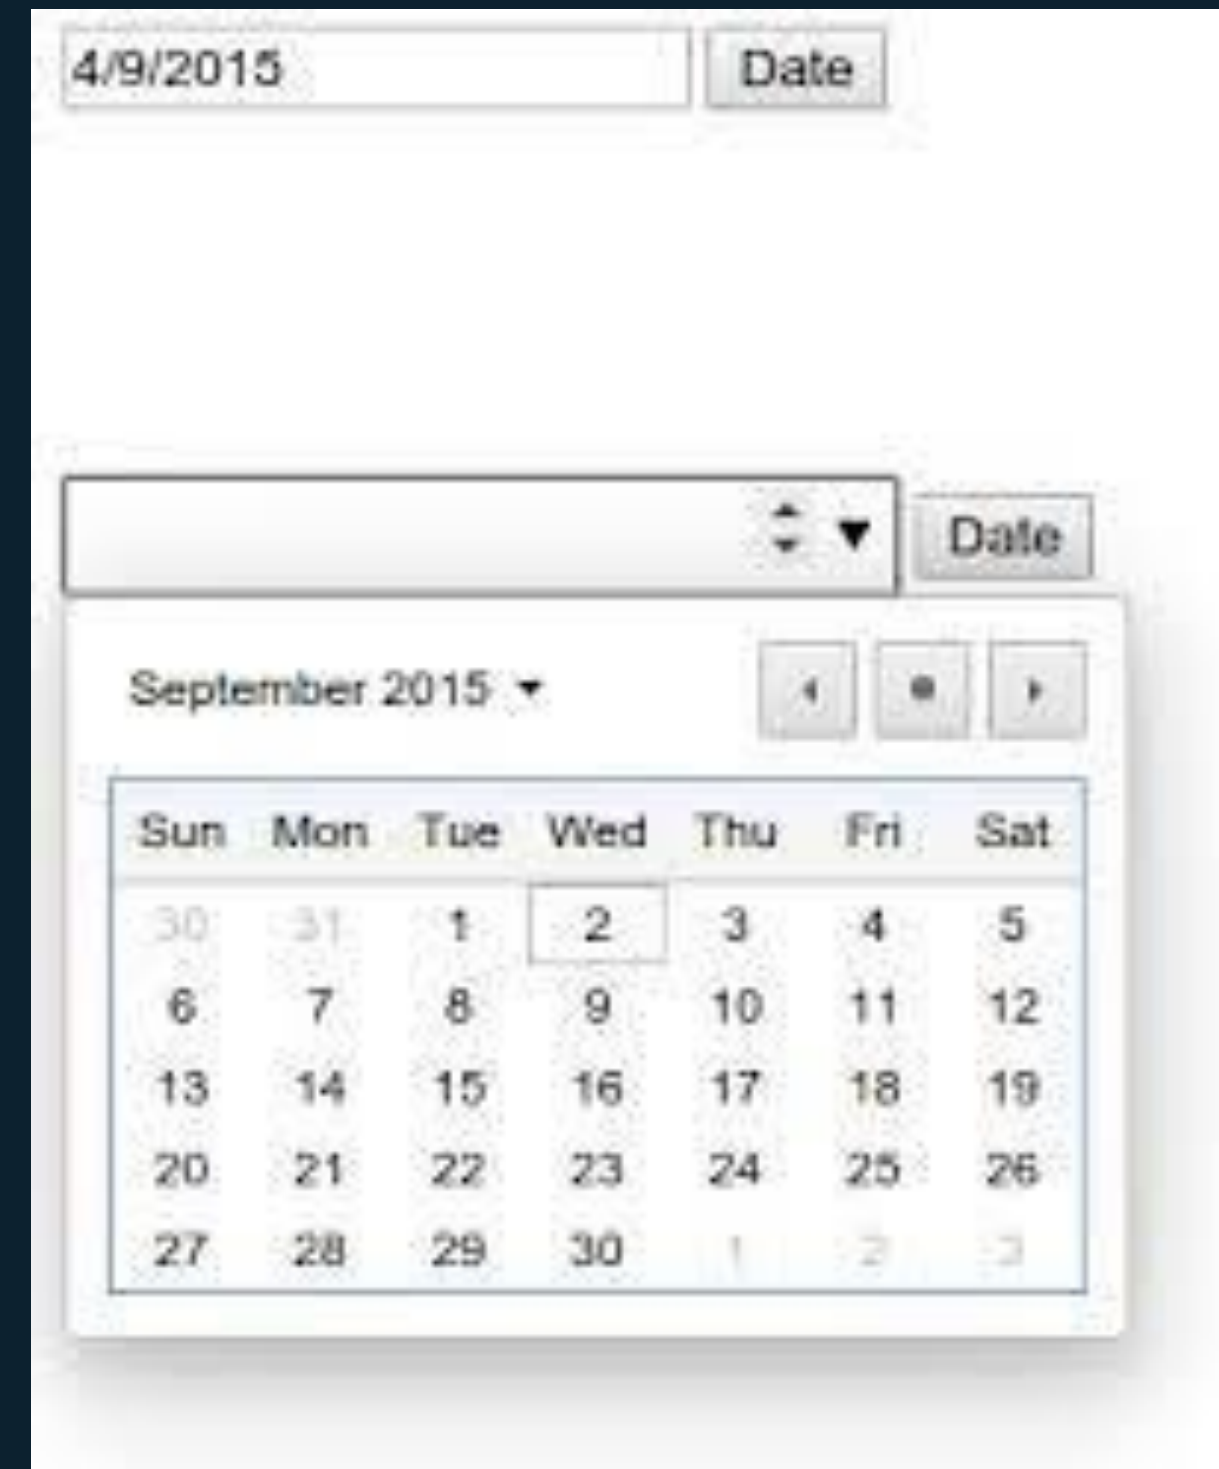 4/9/2015 Date
Date
September 2015
Sun Mon Tue Wed Thu Fri Sat
30 31 1 2 3 4 5
6 7 8 9 10 11 12
13 14 15 16 17 18 19
20 21 22 23 24 25 26
27 28 29 30 1 2 3